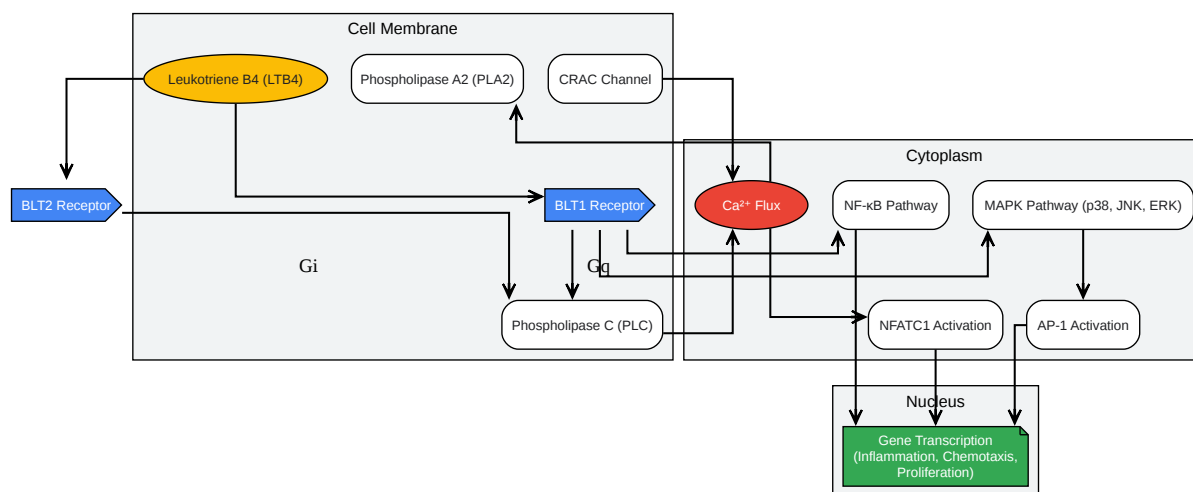 Cell Membrane
Leukotriene B4 (LTB4)
Phospholipase A2 (PLA2)
CRAC Channel
Cytoplasm
BLT2 Receptor
BLT1 Receptor
Ca²⁺ Flux
NF-κB Pathway
MAPK Pathway (p38, JNK, ERK)
Gi
Gq
Phospholipase C (PLC)
NFATC1 Activation
AP-1 Activation
Nucleus
Gene Transcription
(Inflammation, Chemotaxis,
Proliferation)